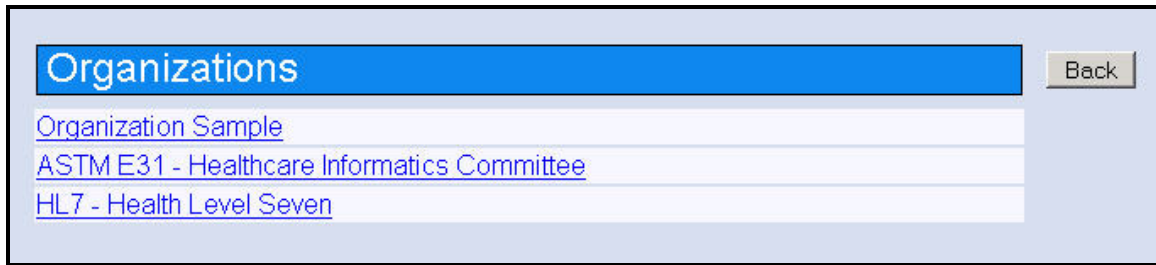 Organizations
Back
Organization Sample
ASTM E31 - Healthcare Informatics Committee
HL7 - Health Level Seven